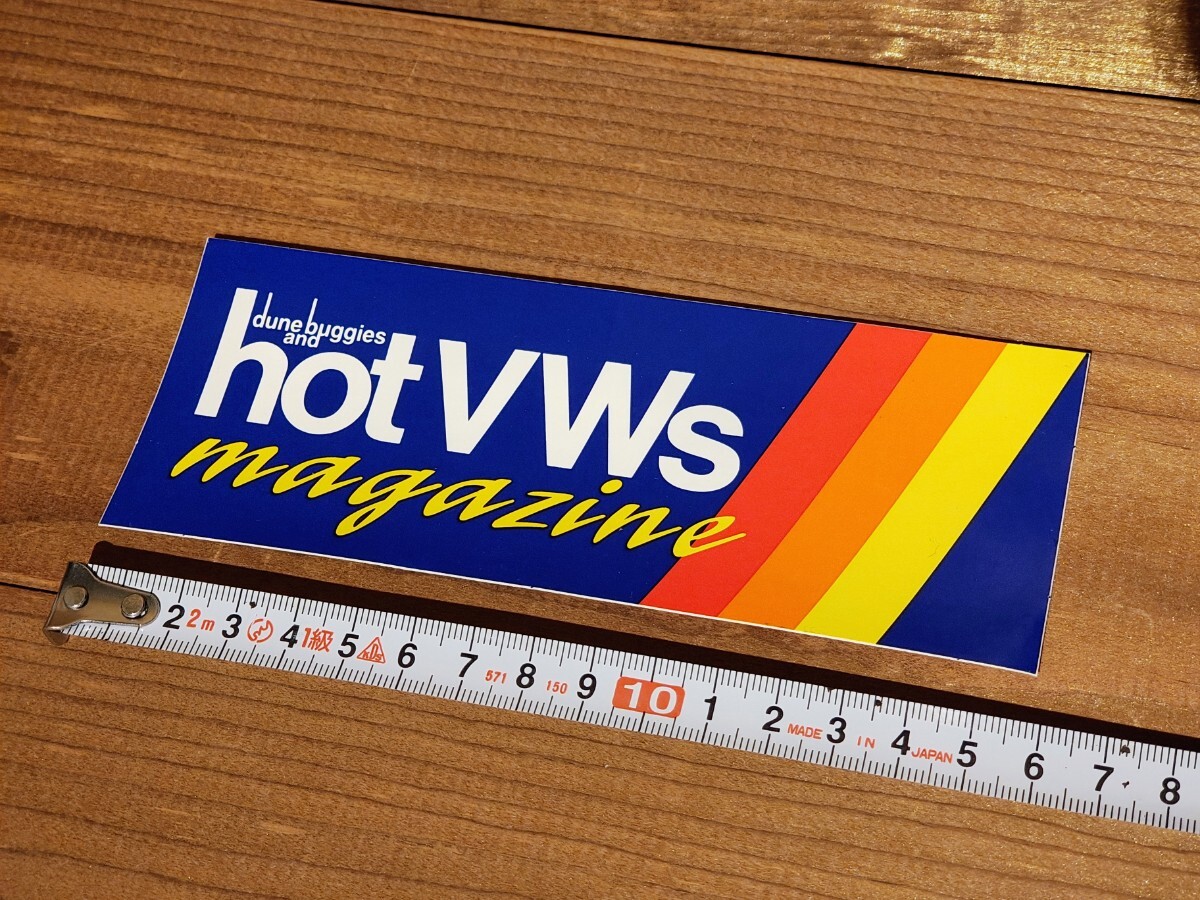 dune buggies
and
hot VWs
magazine
2 2m 3 4 1級 5 KDS 6 7 571 8 150 9 10 1 2 MADE 3 IN 4 JAPAN 5 6 7 8